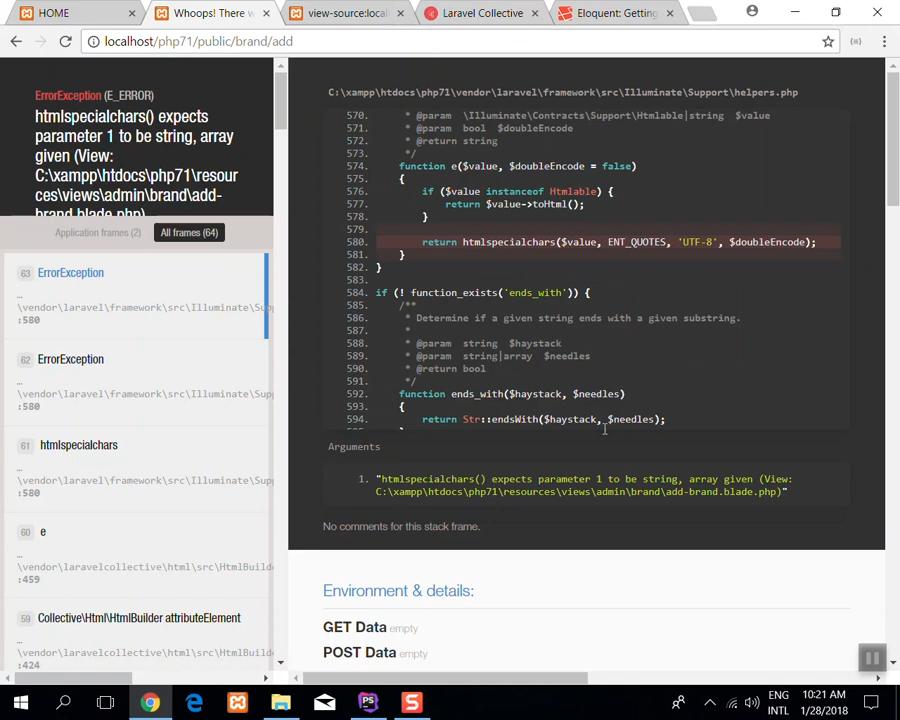 HOME
Whoops! There w
view-source:local
Laravel Collective
Eloquent: Getting
localhost/php71/public/brand/add
ErrorException (E_ERROR)
htmlspecialchars() expects
parameter 1 to be string, array
given (View:
C:\xampp\htdocs\php71\resour
ces\views\admin\brand\add-
brand.blade.php)
Application frames (2)
All frames (64)
63 ErrorException
…
\vendor\laravel\framework\src\Illuminate\Sup
:580
62 ErrorException
…
\vendor\laravel\framework\src\Illuminate\Sup
:580
61 htmlspecialchars
…
\vendor\laravel\framework\src\Illuminate\Sup
:580
60 e
…
\vendor\laravelcollective\html\src\HtmlBuilder
:459
59 Collective\Html\HtmlBuilder attributeElement
…
\vendor\laravelcollective\html\src\HtmlBuilder
:424
C:\xampp\htdocs\php71\vendor\laravel\framework\src\Illuminate\Support\helpers.php
570. * @param \Illuminate\Contracts\Support\Htmlable|string $value
571. * @param bool $doubleEncode
572. * @return string
573. */
574. function e($value, $doubleEncode = false)
575. {
576. if ($value instanceof Htmlable) {
577. return $value->toHtml();
578. }
579.
580. return htmlspecialchars($value, ENT_QUOTES, 'UTF-8', $doubleEncode);
581. }
582. }
583.
584. if (! function_exists('ends_with')) {
585. /**
586. * Determine if a given string ends with a given substring.
587. *
588. * @param string $haystack
589. * @param string|array $needles
590. * @return bool
591. */
592. function ends_with($haystack, $needles)
593. {
594. return Str::endsWith($haystack, $needles);
Arguments
1. "htmlspecialchars() expects parameter 1 to be string, array given (View:
C:\xampp\htdocs\php71\resources\views\admin\brand\add-brand.blade.php)"
No comments for this stack frame.
Environment & details:
GET Data empty
POST Data empty
ENG
INTL
10:21 AM
1/28/2018